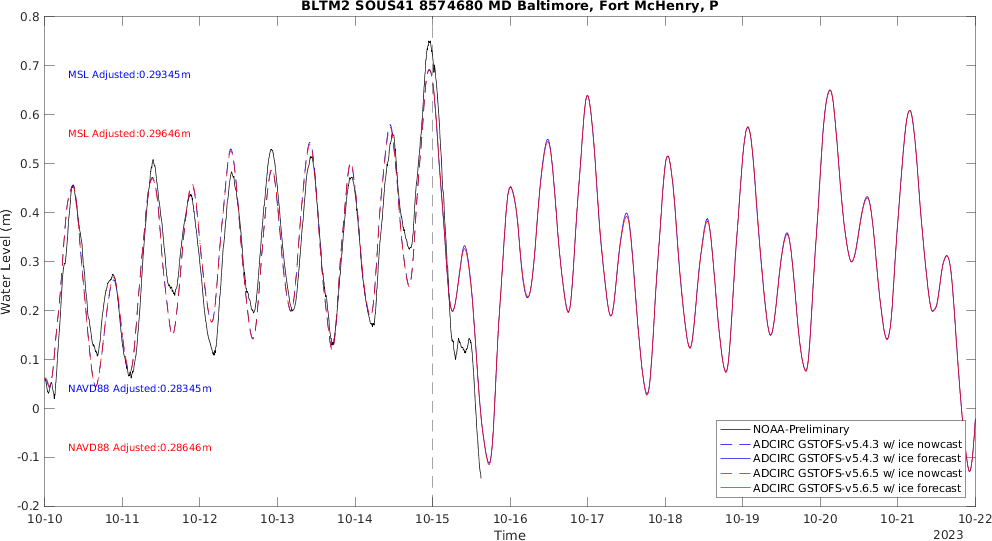 BLTM2 SOUS41 8574680 MD Baltimore, Fort McHenry, P
0.8
0.7
0.6
0.5
0.4
0.3
0.2
0.1
0
-0.1
-0.2
Water Level (m)
MSL Adjusted:0.29345m
MSL Adjusted:0.29646m
NAVD88 Adjusted:0.28345m
NAVD88 Adjusted:0.28646m
NOAA-Preliminary
ADCIRC GSTOFS-v5.4.3 w/ ice nowcast
ADCIRC GSTOFS-v5.4.3 w/ ice forecast
ADCIRC GSTOFS-v5.6.5 w/ ice nowcast
ADCIRC GSTOFS-v5.6.5 w/ ice forecast
10-10 10-11 10-12 10-13 10-14 10-15 10-16 10-17 10-18 10-19 10-20 10-21 10-22
Time
2023